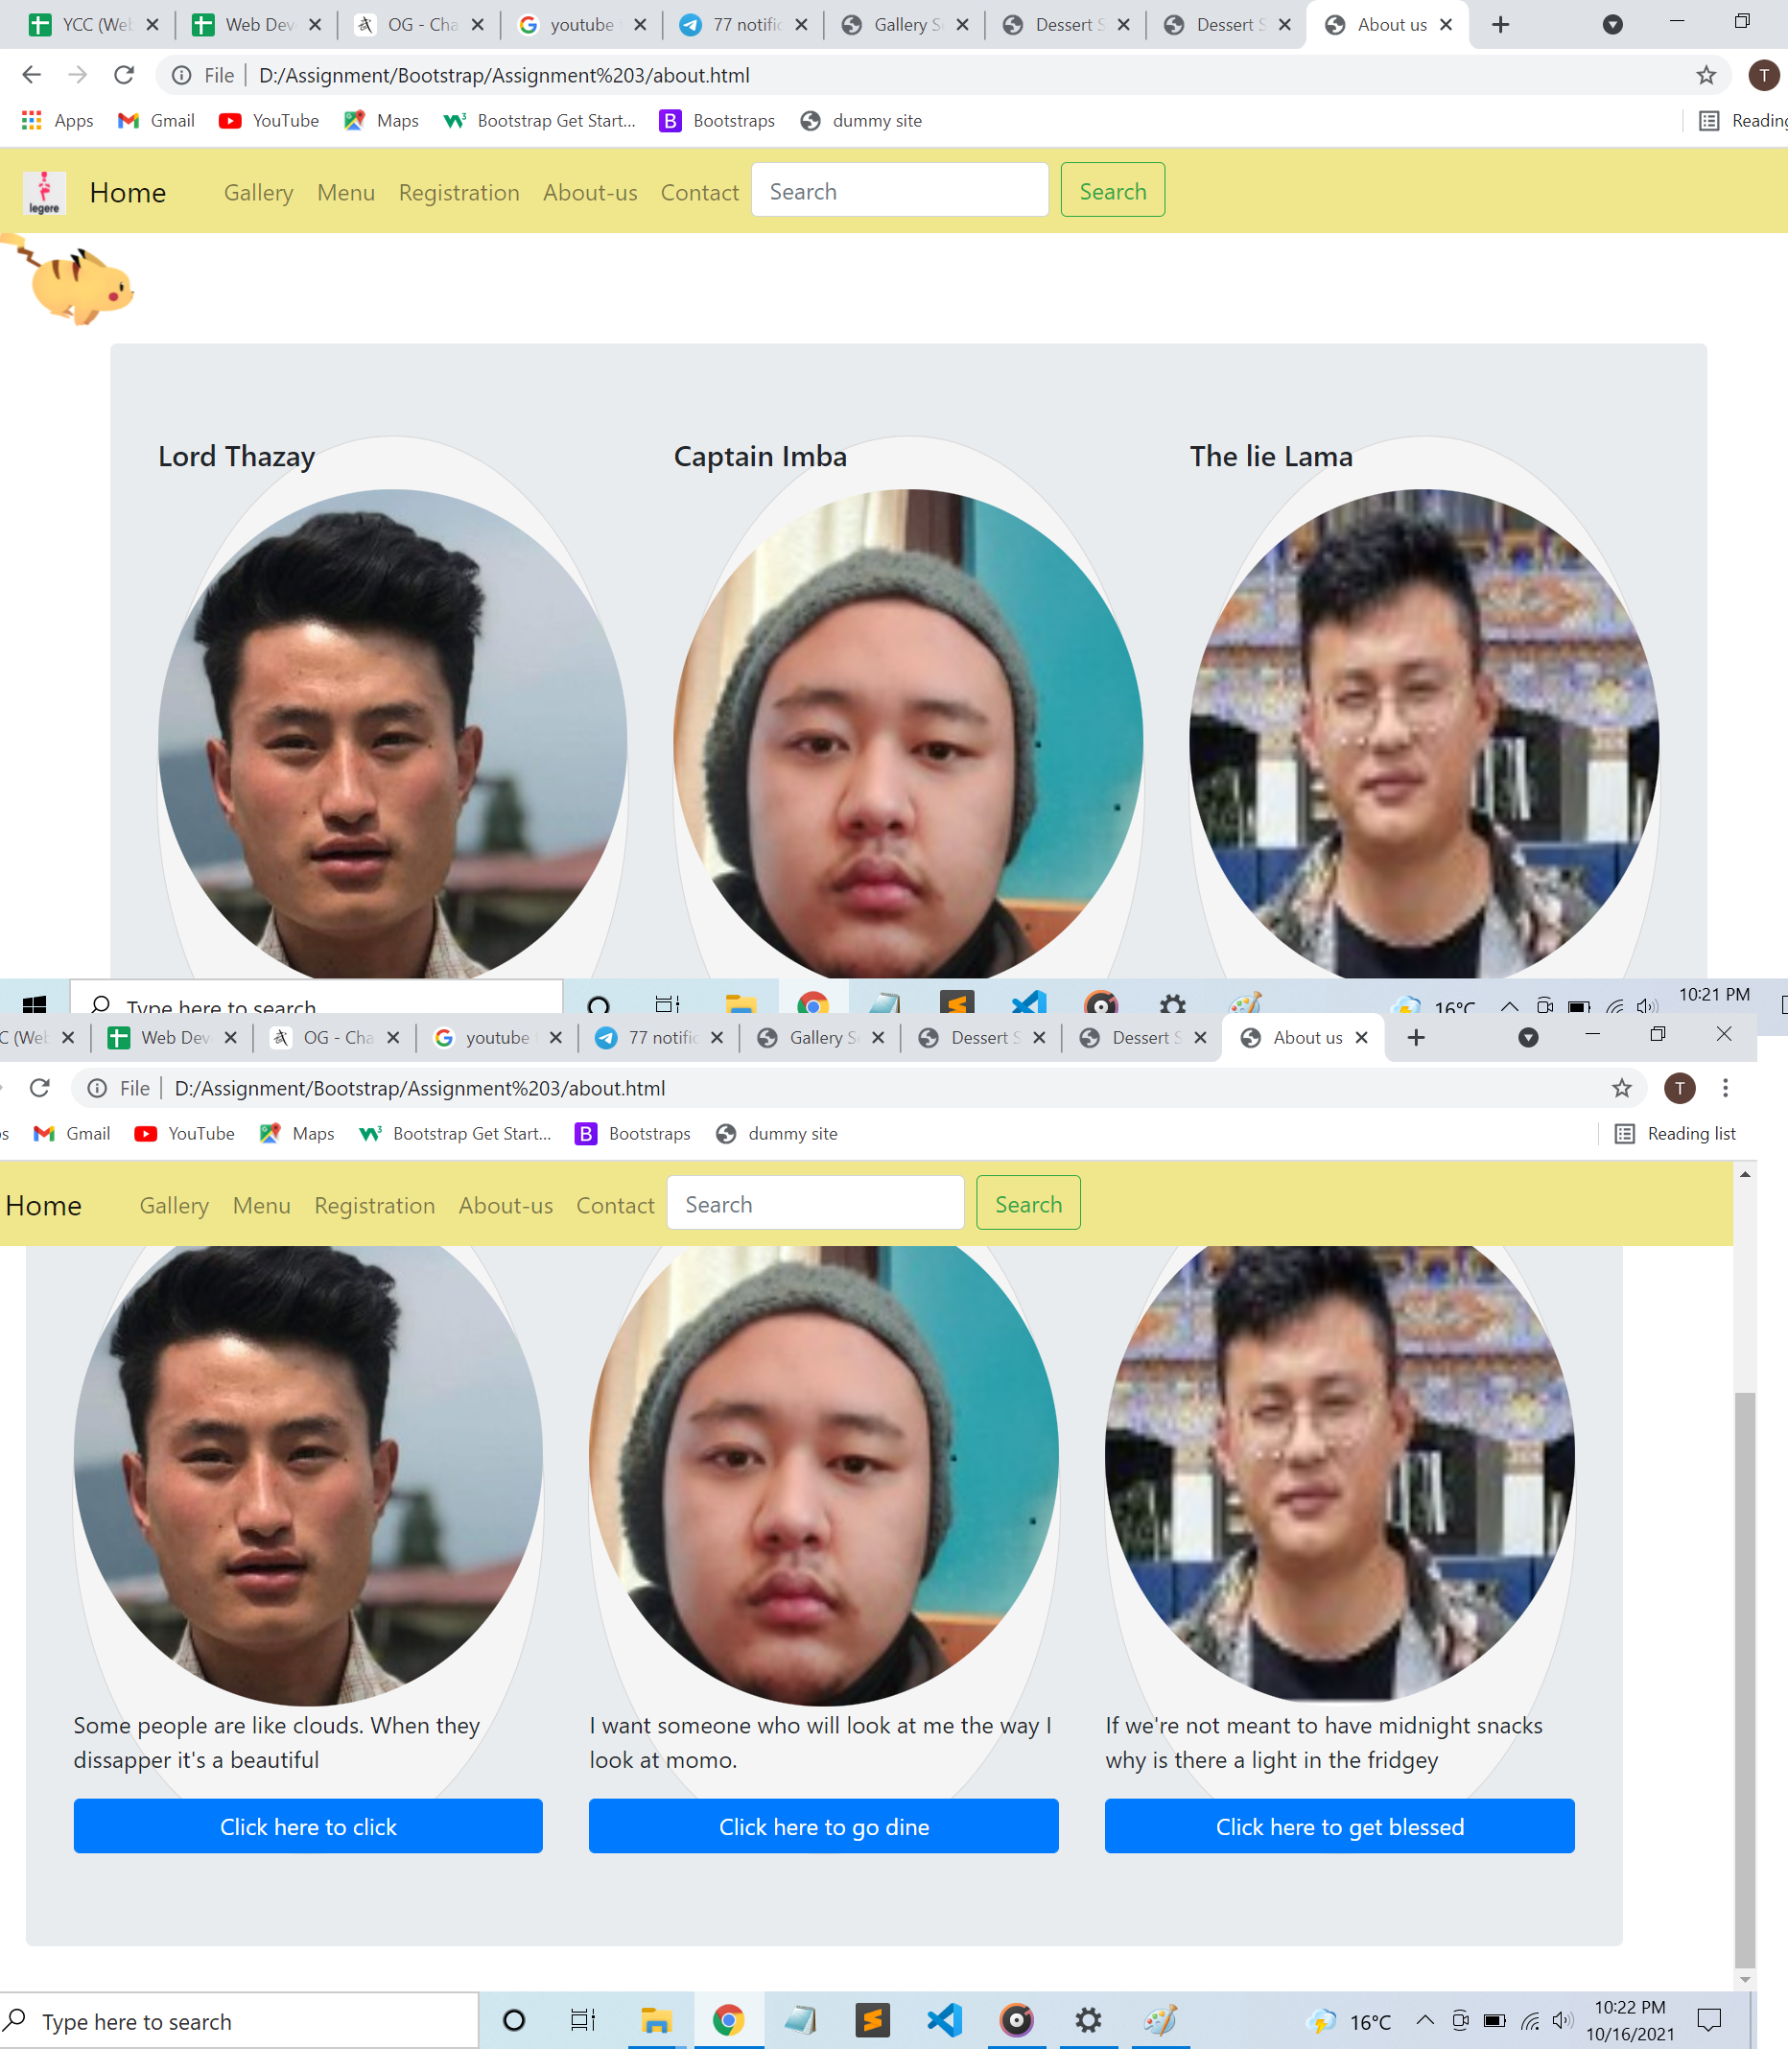 YCC (Web
Web Dev
OG - Cha
youtube
77 notific
Gallery S
Dessert S
Dessert S
About us
File
D:/Assignment/Bootstrap/Assignment%203/about.html
T
Apps
Gmail
YouTube
Maps
Bootstrap Get Start...
Bootstraps
dummy site
Reading
legere
Home
Gallery
Menu
Registration
About-us
Contact
Search
Search
Lord Thazay
Captain Imba
The lie Lama
Type here to search
16°C
10:21 PM
C (Web
Web Dev
OG - Cha
youtube
77 notific
Gallery S
Dessert S
Dessert S
About us
File
D:/Assignment/Bootstrap/Assignment%203/about.html
T
s
Gmail
YouTube
Maps
Bootstrap Get Start...
Bootstraps
dummy site
Reading list
Home
Gallery
Menu
Registration
About-us
Contact
Search
Search
Some people are like clouds. When they
dissapper it's a beautiful
I want someone who will look at me the way I
look at momo.
If we're not meant to have midnight snacks
why is there a light in the fridgey
Click here to click
Click here to go dine
Click here to get blessed
Type here to search
16°C
10:22 PM
10/16/2021